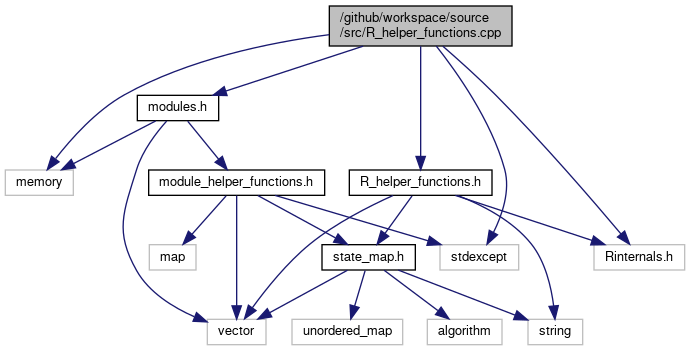 /github/workspace/source
/src/R_helper_functions.cpp
modules.h
memory
module_helper_functions.h
R_helper_functions.h
map
state_map.h
stdexcept
Rinternals.h
vector
unordered_map
algorithm
string